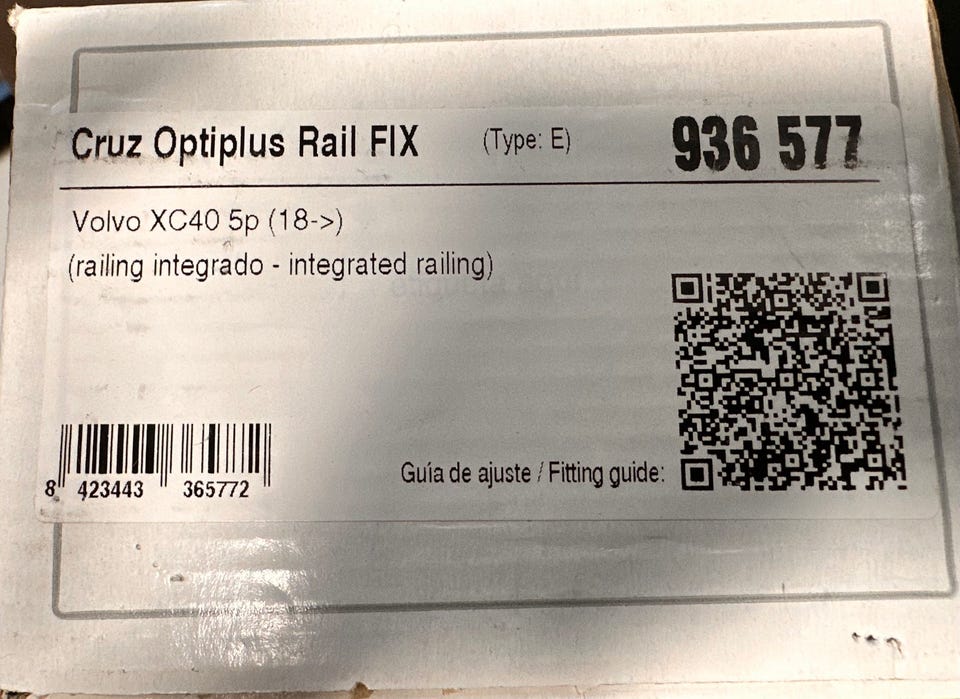 Cruz Optiplus Rail FIX (Type: E) 936 577
Volvo XC40 5p (18->)
(railing integrado - integrated railing)
Guía de ajuste / Fitting guide:
8 423443 365772